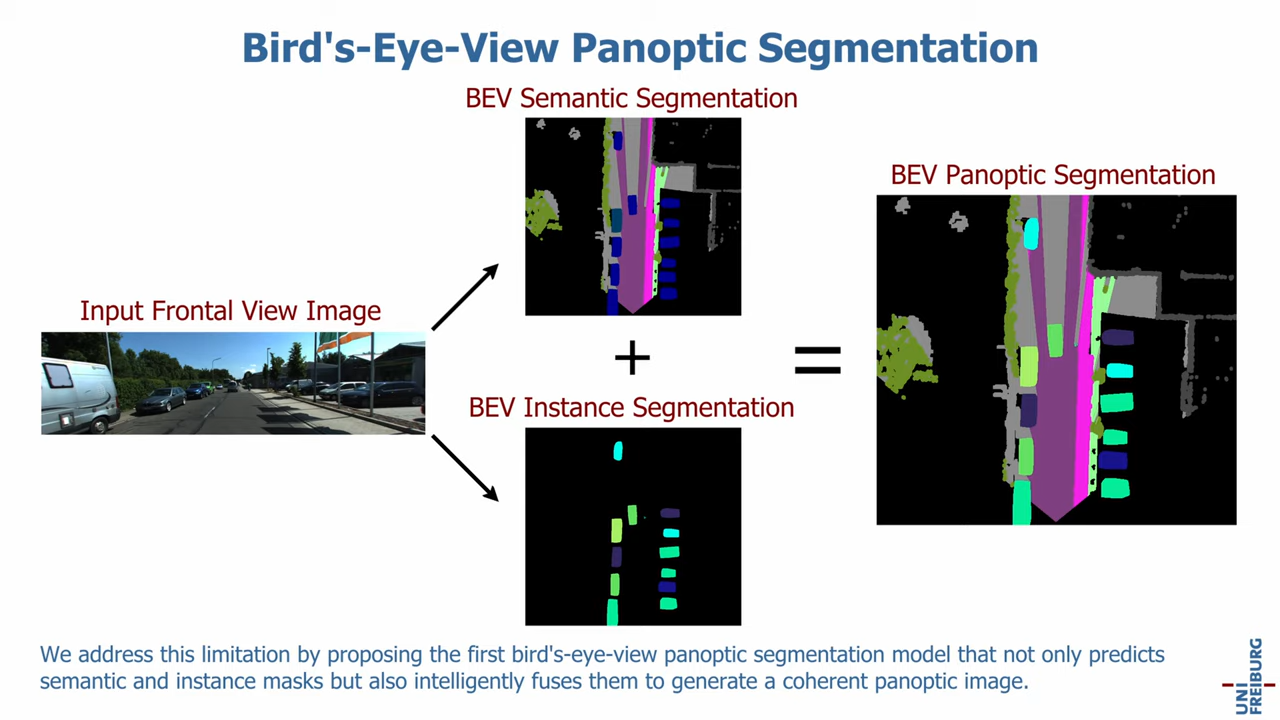 Bird's-Eye-View Panoptic Segmentation
BEV Semantic Segmentation
BEV Panoptic Segmentation
Input Frontal View Image
+
=
BEV Instance Segmentation
We address this limitation by proposing the first bird's-eye-view panoptic segmentation model that not only predicts
semantic and instance masks but also intelligently fuses them to generate a coherent panoptic image.
UNI
FREIBURG